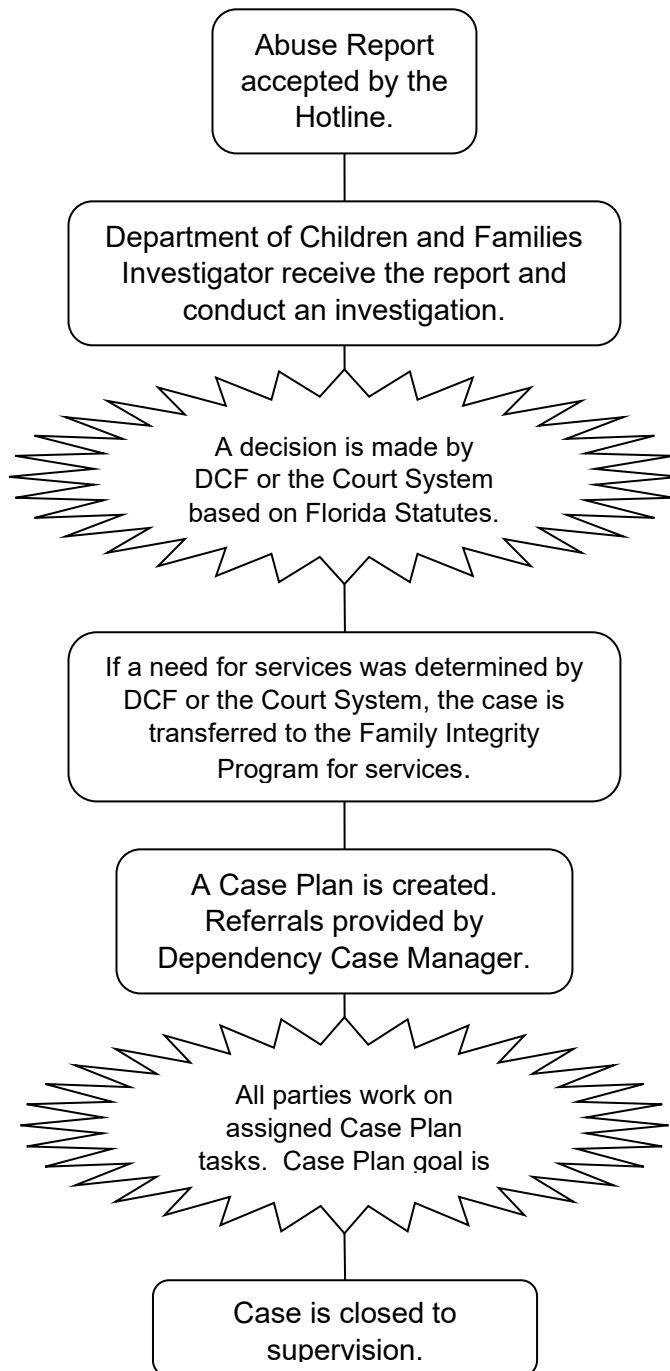 Abuse Report
accepted by the
Hotline.
Department of Children and Families
Investigator receive the report and
conduct an investigation.
A decision is made by
DCF or the Court System
based on Florida Statutes.
If a need for services was determined by
DCF or the Court System, the case is
transferred to the Family Integrity
Program for services.
A Case Plan is created.
Referrals provided by
Dependency Case Manager.
All parties work on
assigned Case Plan
tasks.  Case Plan goal is
Case is closed to
supervision.